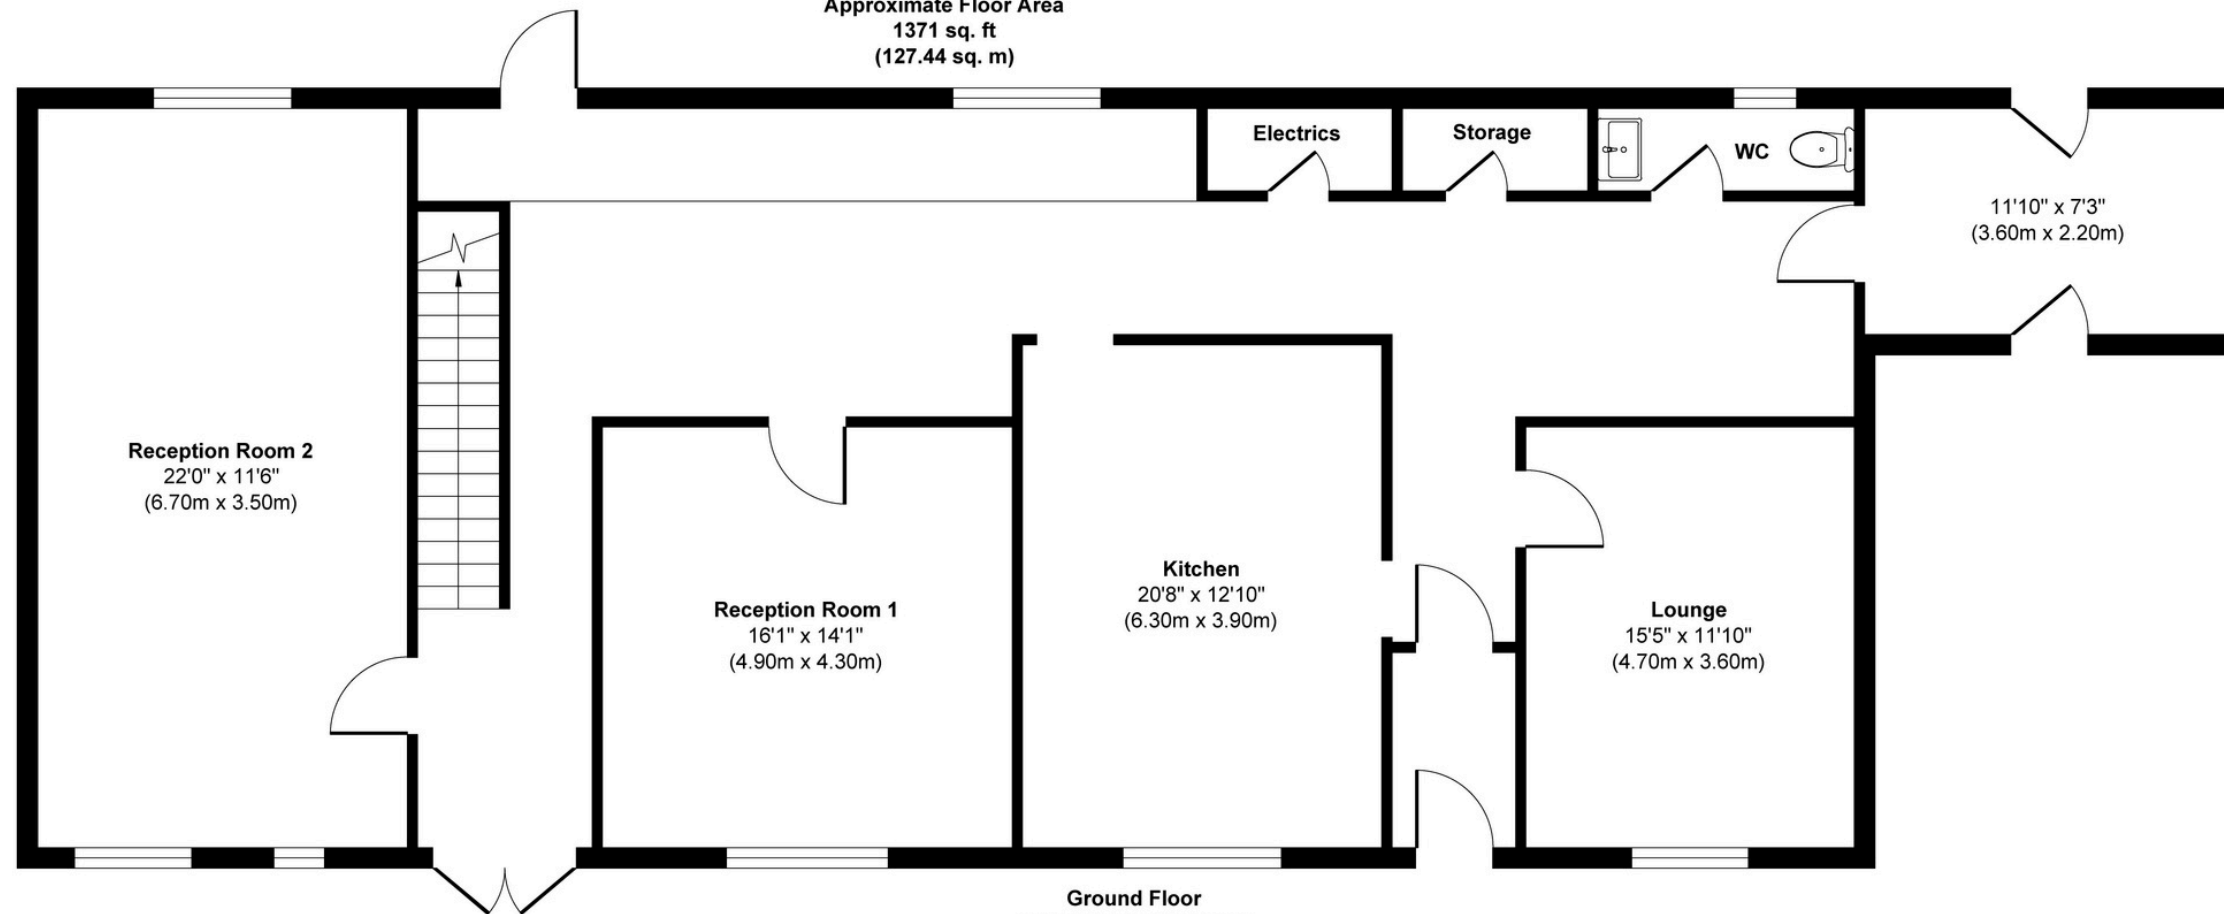 Approximate Floor Area
1371 sq. ft
(127.44 sq. m)
Electrics
Storage
WC
11'10" x 7'3"
(3.60m x 2.20m)
Reception Room 2
22'0" x 11'6"
(6.70m x 3.50m)
Reception Room 1
16'1" x 14'1"
(4.90m x 4.30m)
Kitchen
20'8" x 12'10"
(6.30m x 3.90m)
Lounge
15'5" x 11'10"
(4.70m x 3.60m)
Ground Floor